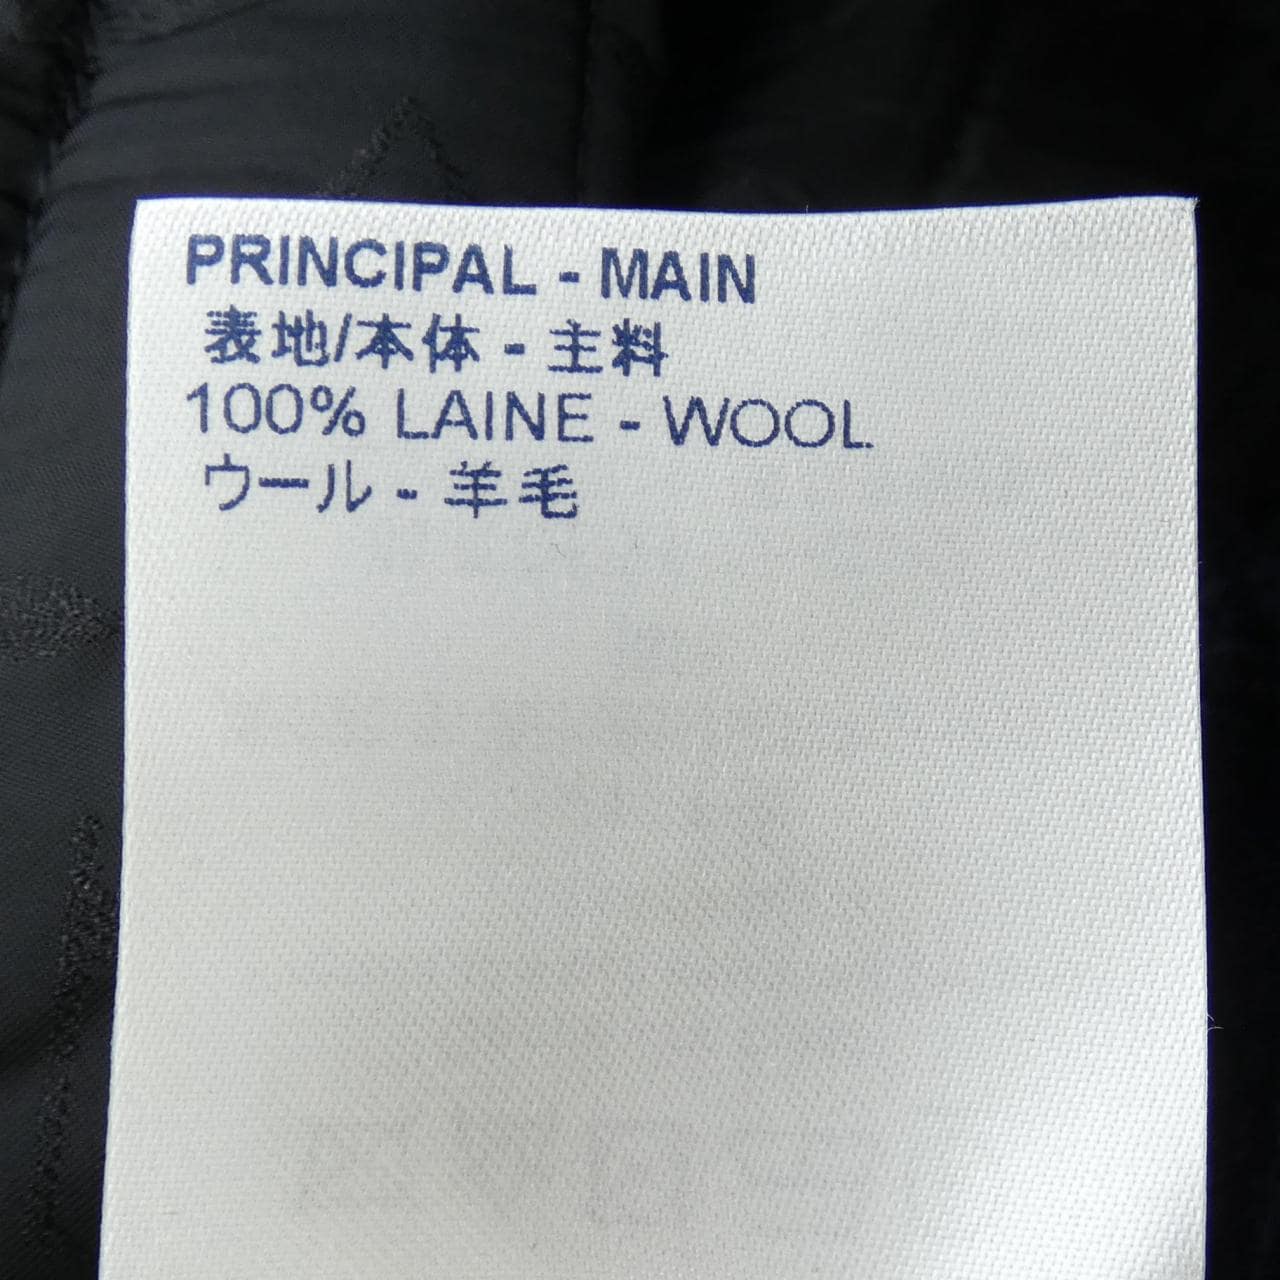 PRINCIPAL - MAIN
表地/本体 - 主料
100% LAINE - WOOL
ウール - 羊毛